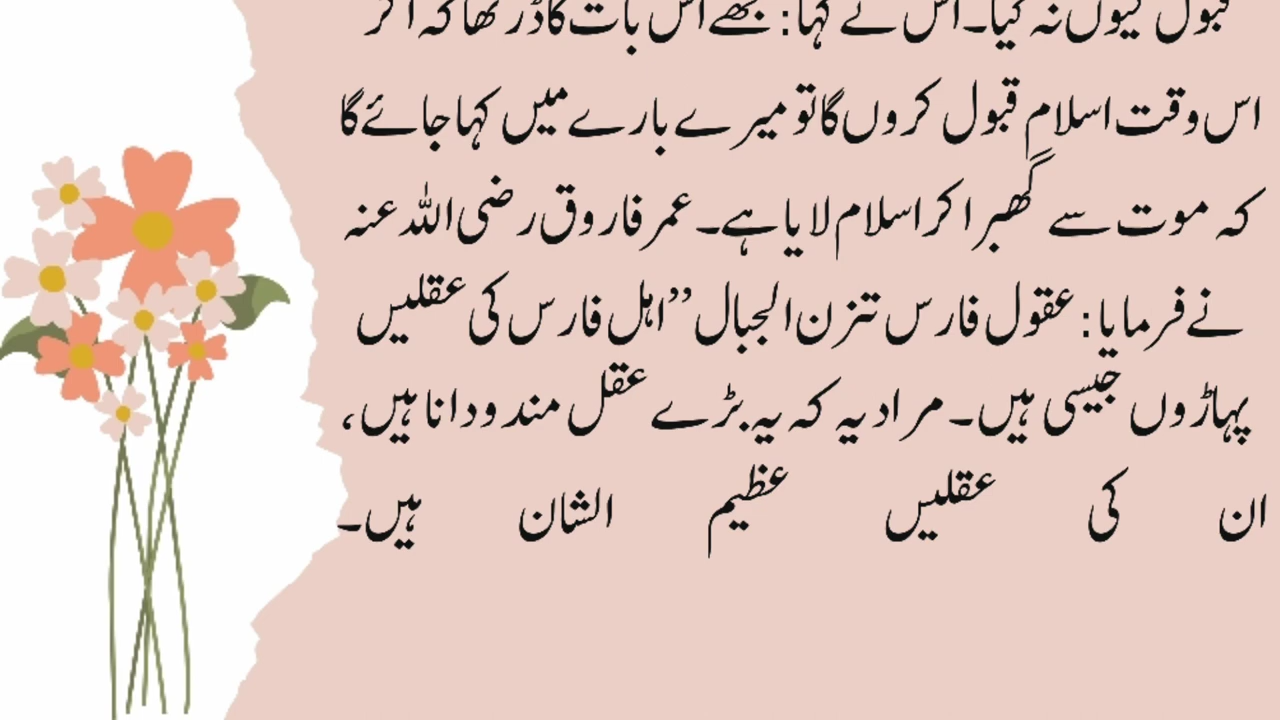 قبول کیوں نہ کیا۔اس نے کہا: مجھے اس بات کا ڈر تھا کہ اگر
اس وقت اسلام قبول کروں گا تو میرے بارے میں کہا جائے گا
کہ موت سے گھبرا کر اسلام لایا ہے۔ عمر فاروق رضی اللہ عنہ
نے فرمایا: عقول فارس تزن الجبال ”اہل فارس کی عقلیں
پہاڑوں جیسی ہیں۔ مراد یہ کہ یہ بڑے عقل مند و دانا ہیں،
ان کی عقلیں عظیم الشان ہیں۔